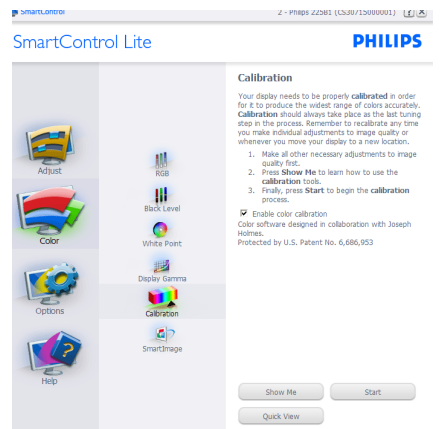 SmartControl
2 - Philips 225B1 (CS30715000001)
SmartControl Lite
PHILIPS
Adjust
Color
Options
Help
RGB
Black Level
White Point
Display Gamma
Calibration
SmartImage
Calibration
Your display needs to be properly calibrated in order
for it to produce the widest range of colors accurately.
Calibration should always take place as the last tuning
step in the process. Remember to recalibrate any time
you make individual adjustments to image quality or
whenever you move your display to a new location.
1. Make all other necessary adjustments to image
quality first.
2. Press Show Me to learn how to use the
calibration tools.
3. Finally, press Start to begin the calibration
process.
Enable color calibration
Color software designed in collaboration with Joseph
Holmes.
Protected by U.S. Patent No. 6,686,953
Show Me
Start
Quick View